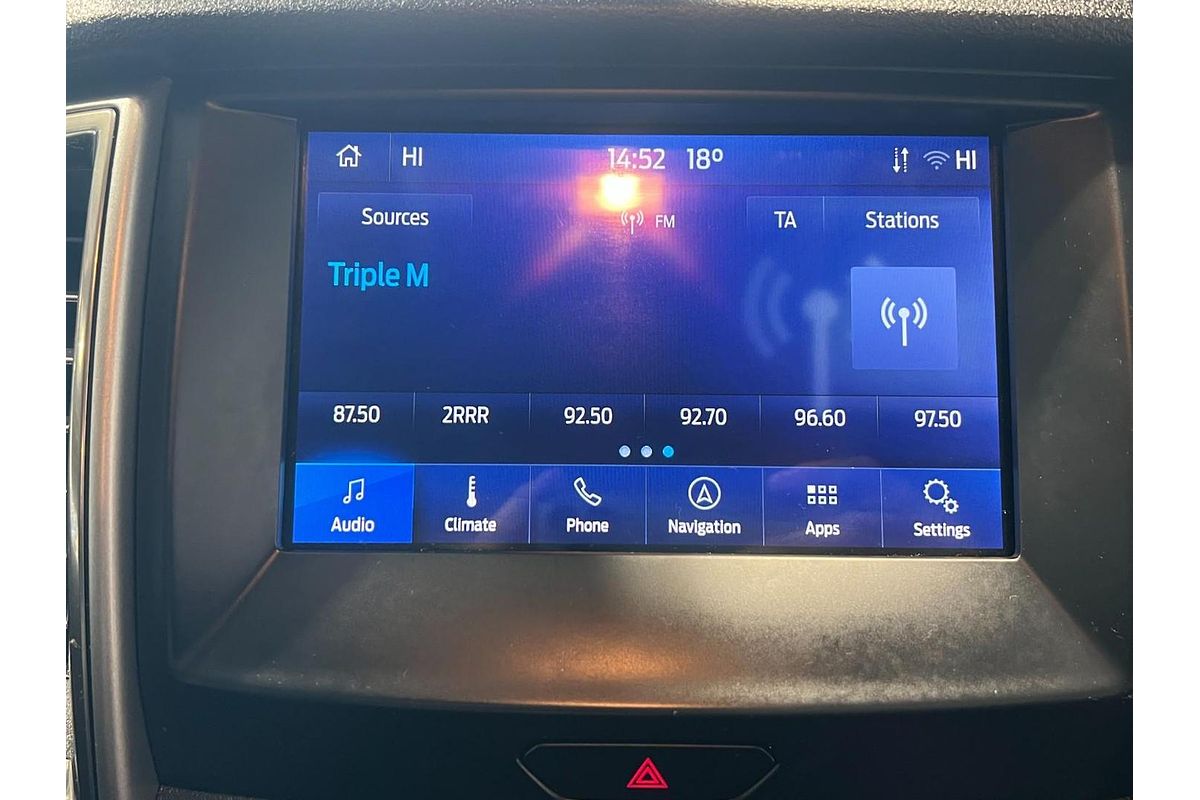 HI 14:52 18° HI
Sources FM TA Stations
Triple M
87.50 2RRR 92.50 92.70 96.60 97.50
Audio Climate Phone Navigation Apps Settings